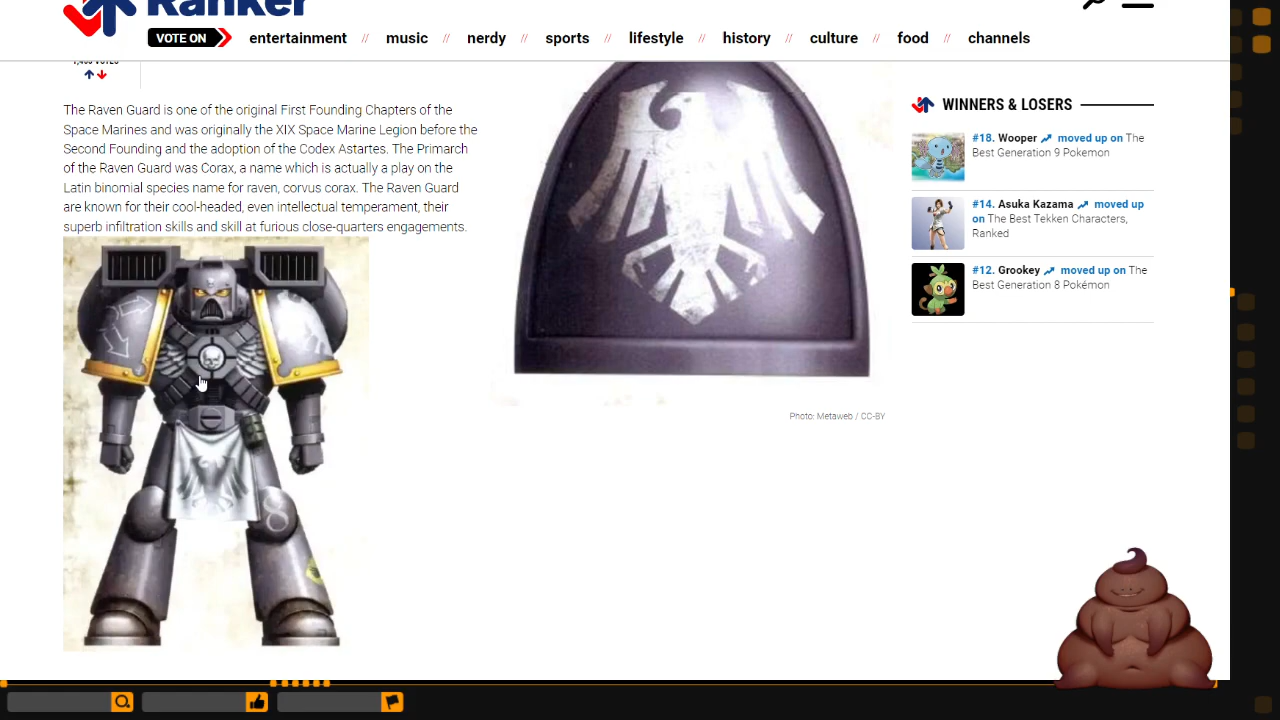 Ranker
VOTE ON entertainment // music // nerdy // sports // lifestyle // history // culture // food // channels
The Raven Guard is one of the original First Founding Chapters of the
Space Marines and was originally the XIX Space Marine Legion before the
Second Founding and the adoption of the Codex Astartes. The Primarch
of the Raven Guard was Corax, a name which is actually a play on the
Latin binomial species name for raven, corvus corax. The Raven Guard
are known for their cool-headed, even intellectual temperament, their
superb infiltration skills and skill at furious close-quarters engagements.
8
Photo: Metaweb / CC-BY
WINNERS & LOSERS
#18. Wooper moved up on The
Best Generation 9 Pokemon
#14. Asuka Kazama moved up
on The Best Tekken Characters,
Ranked
#12. Grookey moved up on The
Best Generation 8 Pokémon